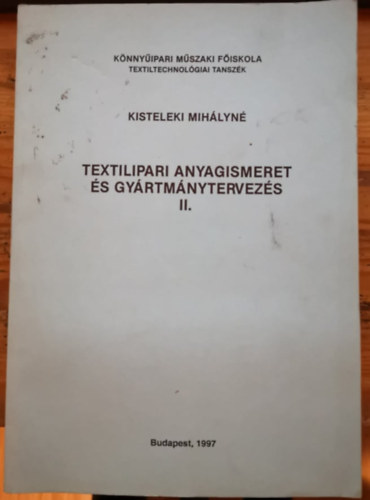 KÖNNYŰIPARI MŰSZAKI FŐISKOLA
TEXTILTECHNOLÓGIAI TANSZÉK
KISTELEKI MIHÁLYNÉ
TEXTILIPARI ANYAGISMERET
ÉS GYÁRTMÁNYTERVEZÉS
II.
Budapest, 1997